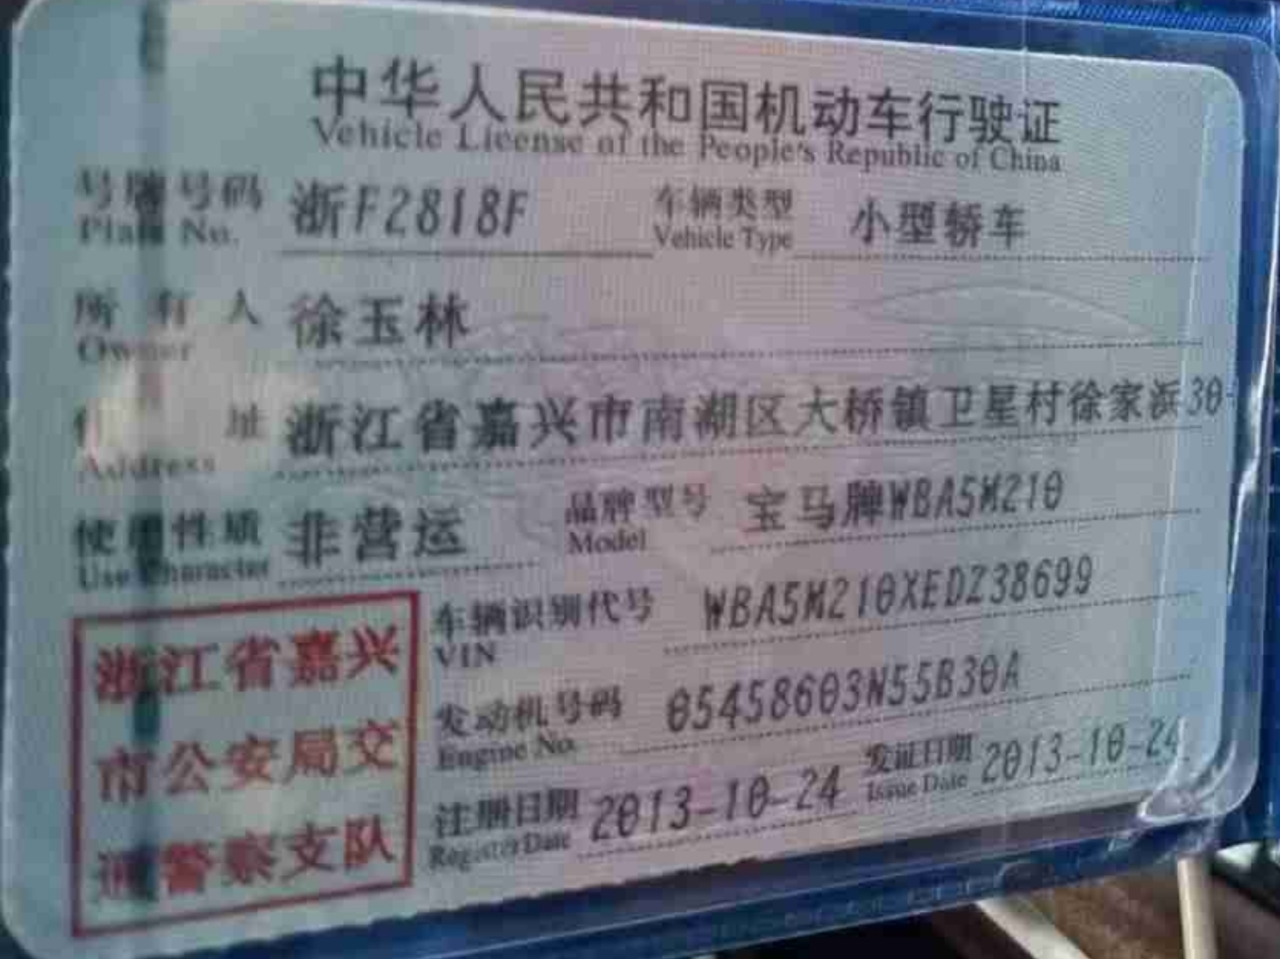 中华人民共和国机动车行驶证
Vehicle License of the People's Republic of China
号牌号码 浙F2818F 车辆类型 小型轿车
Plate No. Vehicle Type
所有人 徐玉林
Owner
住址 浙江省嘉兴市南湖区大桥镇卫星村徐家浜30-
Address
使用性质 非营运 品牌型号 宝马牌WBA5M210
Use Character Model
车辆识别代号 WBA5M210XEDZ38699
VIN
发动机号码 05458603N55B30A
Engine No.
注册日期 2013-10-24 发证日期 2013-10-24
Register Date Issue Date
浙江省嘉兴
市公安局交
通警察支队